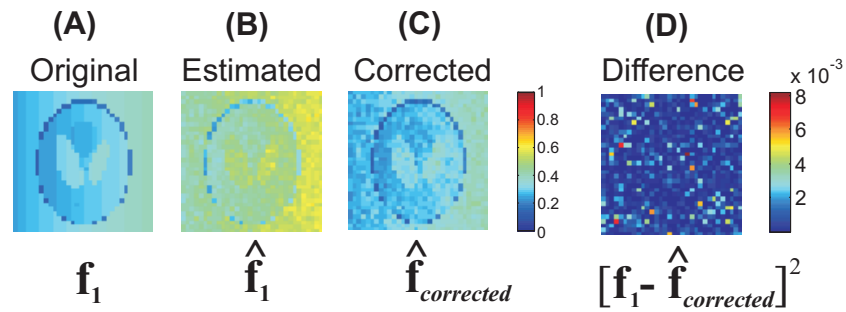 (A) (B) (C) (D)
Original Estimated Corrected Difference
x 10⁻³
1
0.8
0.6
0.4
0.2
0
8
6
4
2
f₁ f̂₁ f̂corrected [f₁- f̂corrected]²